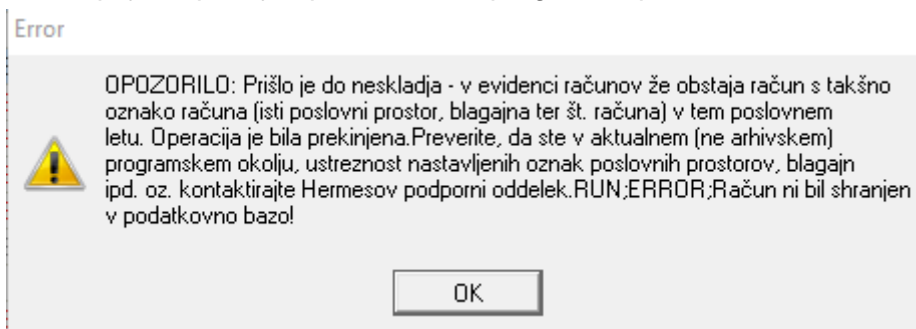 Error
OPOZORILO: Prišlo je do neskladja - v evidenci računov že obstaja račun s takšno
oznako računa (isti poslovni prostor, blagajna ter št. računa) v tem poslovnem
letu. Operacija je bila prekinjena.Preverite, da ste v aktualnem (ne arhivskem)
programskem okolju, ustreznost nastavljenih oznak poslovnih prostorov, blagajn
ipd. oz. kontaktirajte Hermesov podporni oddelek.RUN;ERROR;Račun ni bil shranjen
v podatkovno bazo!
OK